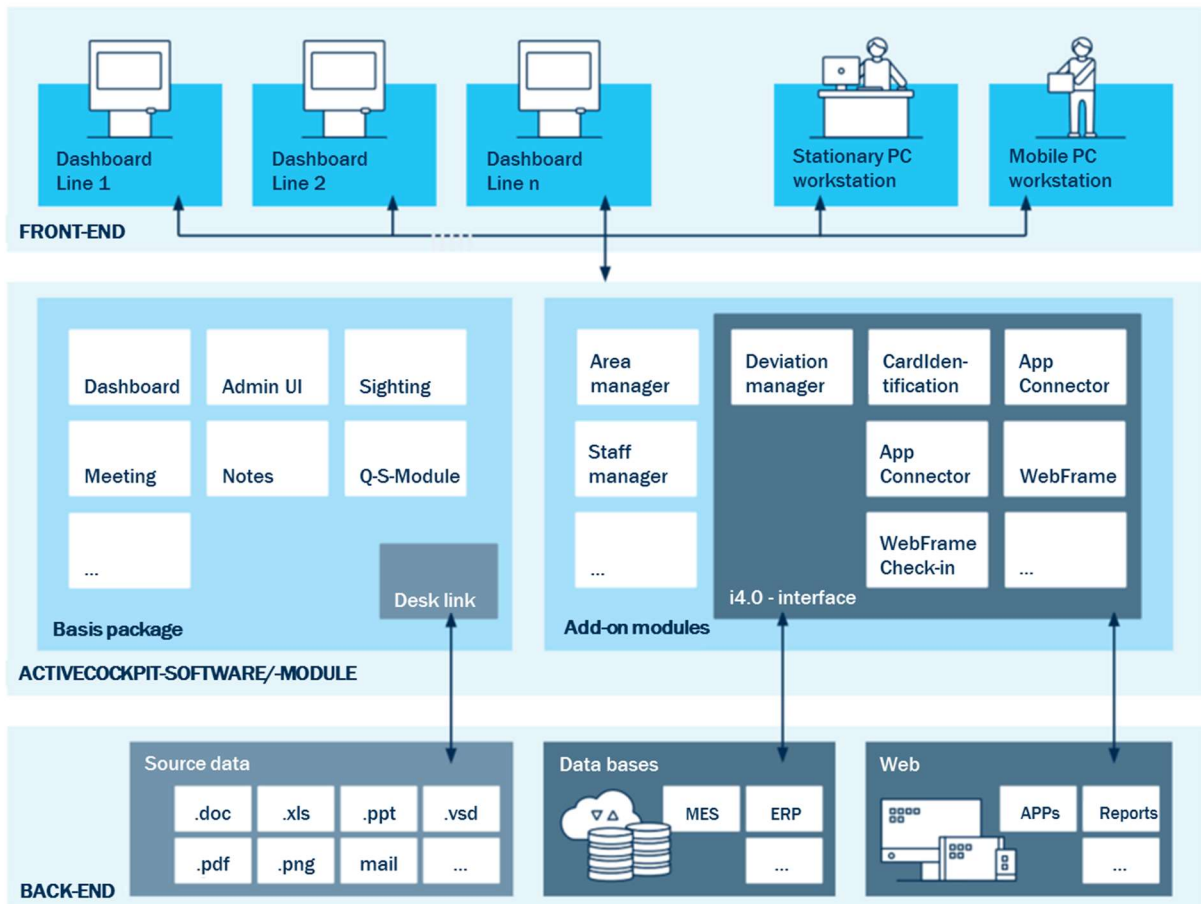 Dashboard
Line 1
Dashboard
Line 2
Dashboard
Line n
Stationary PC
workstation
Mobile PC
workstation
FRONT-END
Dashboard
Admin UI
Sighting
Meeting
Notes
Q-S-Module
...
Desk link
Basis package
Area
manager
Staff
manager
...
Deviation
manager
CardIden-
tification
App
Connector
App
Connector
WebFrame
WebFrame
Check-in
...
i4.0 - interface
Add-on modules
ACTIVECOCKPIT-SOFTWARE/-MODULE
Source data
.doc
.xls
.ppt
.vsd
.pdf
.png
mail
...
Data bases
MES
ERP
...
Web
APPs
Reports
...
BACK-END